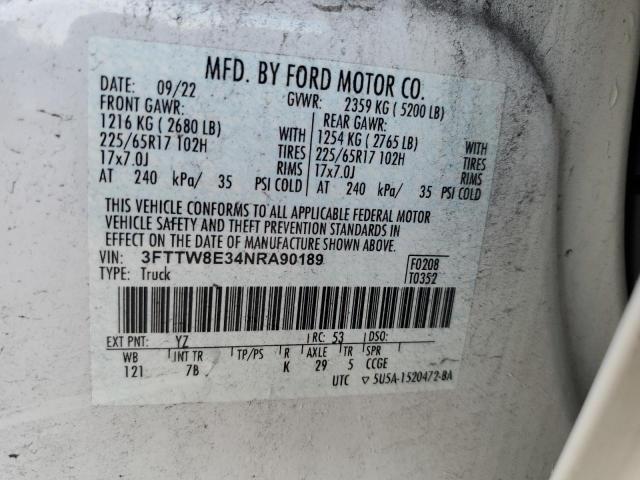 MFD. BY FORD MOTOR CO.
DATE: 09/22 GVWR: 2359 KG ( 5200 LB)
FRONT GAWR: REAR GAWR:
1216 KG ( 2680 LB) WITH 1254 KG ( 2765 LB) WITH
225/65R17 102H TIRES 225/65R17 102H TIRES
17x7.0J RIMS 17x7.0J RIMS
AT 240 kPa/ 35 PSI COLD AT 240 kPa/ 35 PSI COLD
THIS VEHICLE CONFORMS TO ALL APPLICABLE FEDERAL MOTOR
VEHICLE SAFETY AND THEFT PREVENTION STANDARDS IN
EFFECT ON THE DATE OF MANUFACTURE SHOWN ABOVE.
VIN: 3FTTW8E34NRA90189 F0208
TYPE: Truck T0352
EXT PNT: YZ RC: 53 DSO:
WB INT TR TP/PS R AXLE TR SPR
121 7B K 29 5 CCGE
UTC ▽ 5U5A-1520472-BA